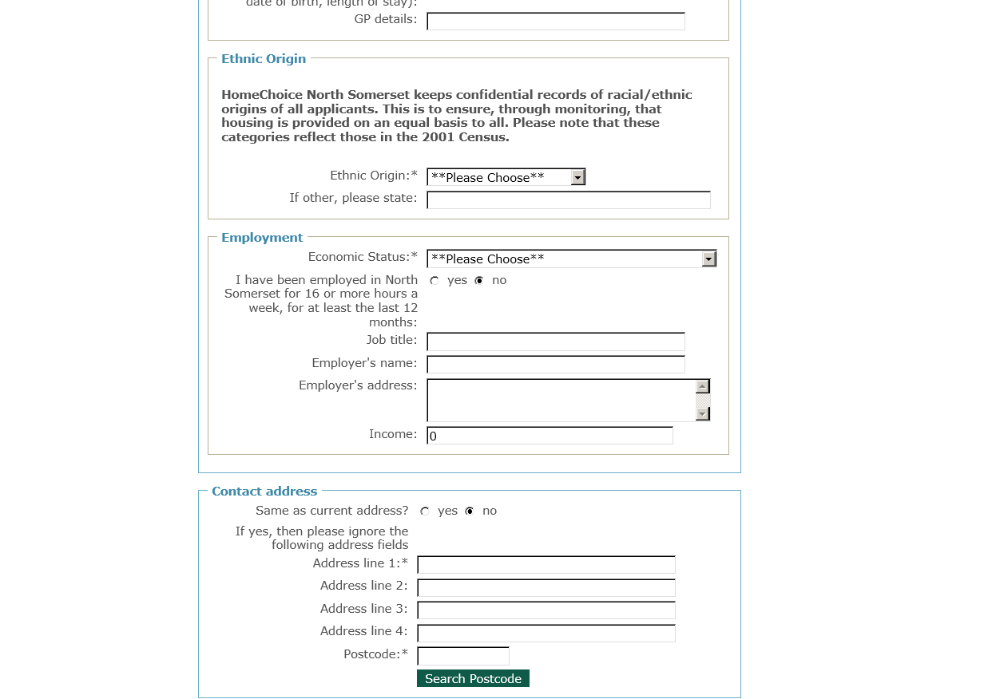 date of birth, length of stay):
GP details:
Ethnic Origin
HomeChoice North Somerset keeps confidential records of racial/ethnic
origins of all applicants. This is to ensure, through monitoring, that
housing is provided on an equal basis to all. Please note that these
categories reflect those in the 2001 Census.
Ethnic Origin:* **Please Choose**
If other, please state:
Employment
Economic Status:* **Please Choose**
I have been employed in North yes no
Somerset for 16 or more hours a
week, for at least the last 12
months:
Job title:
Employer's name:
Employer's address:
Income: 0
Contact address
Same as current address? yes no
If yes, then please ignore the
following address fields
Address line 1:*
Address line 2:
Address line 3:
Address line 4:
Postcode:*
Search Postcode